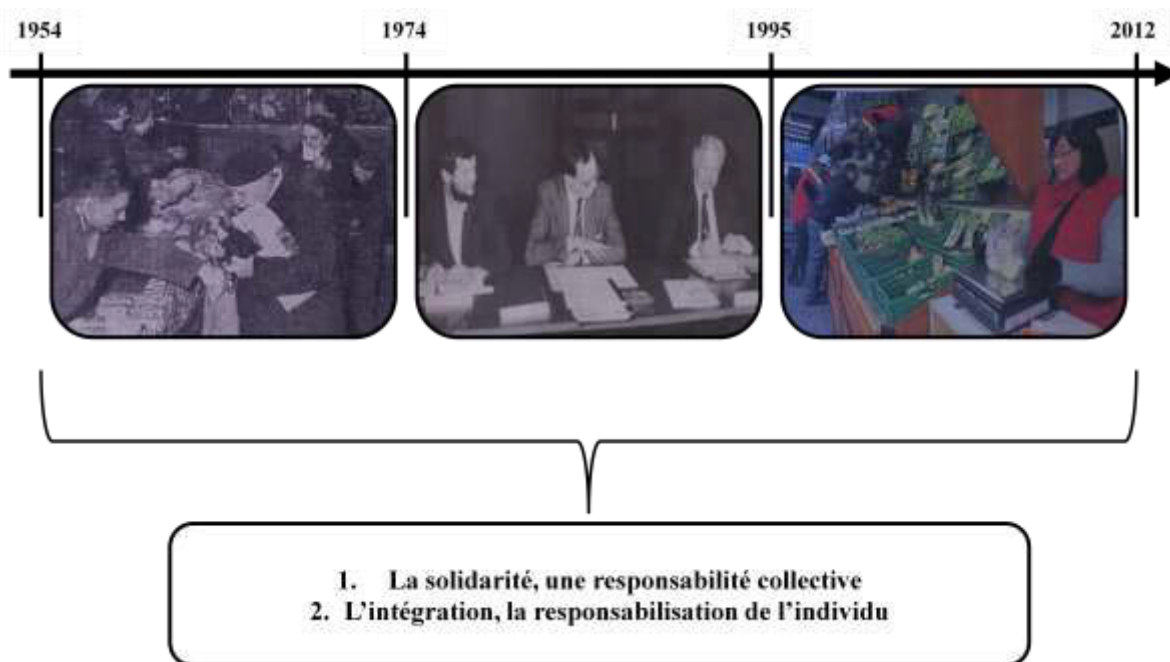 1954
1974
1995
2012
1. La solidarité, une responsabilité collective
2. L'intégration, la responsabilisation de l'individu